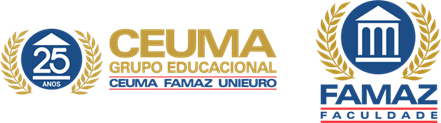 25
ANOS
CEUMA
GRUPO EDUCACIONAL
CEUMA FAMAZ UNIEURO
FAMAZ
FACULDADE